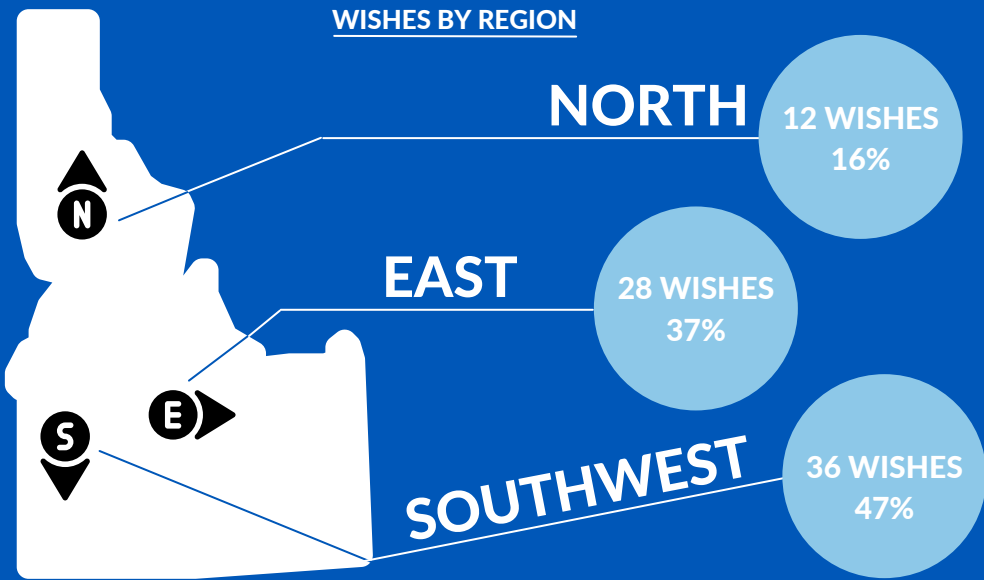 WISHES BY REGION
NORTH
12 WISHES
16%
N
EAST
28 WISHES
37%
E
S
SOUTHWEST
36 WISHES
47%